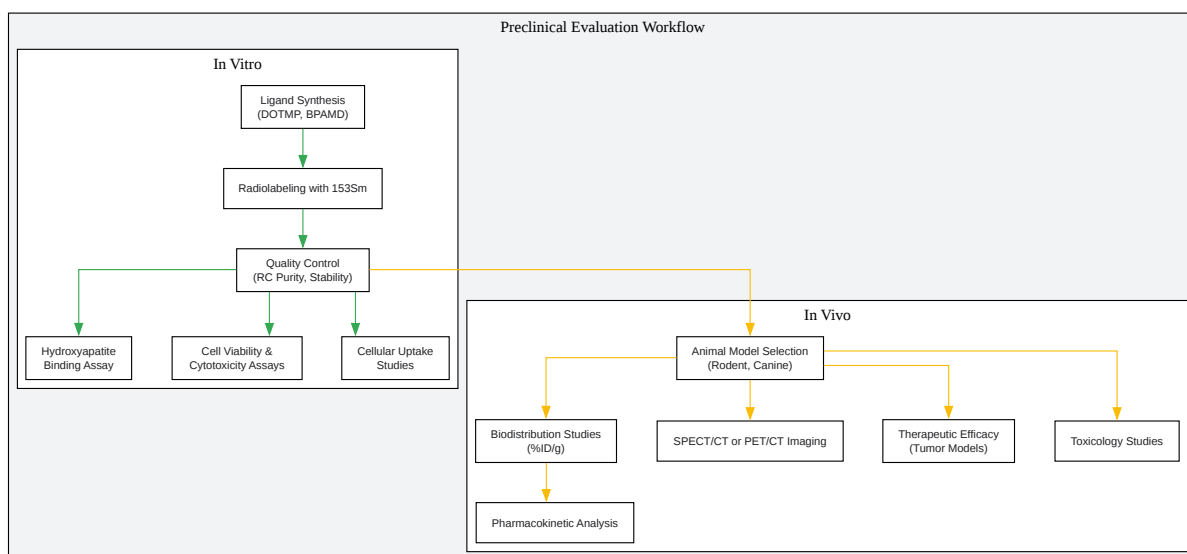 Preclinical Evaluation Workflow
In Vitro
Ligand Synthesis
(DOTMP, BPAMD)
Radiolabeling with 153Sm
Quality Control
(RC Purity, Stability)
Hydroxyapatite
Binding Assay
Cell Viability &
Cytotoxicity Assays
Cellular Uptake
Studies
In Vivo
Animal Model Selection
(Rodent, Canine)
Biodistribution Studies
(%ID/g)
SPECT/CT or PET/CT Imaging
Therapeutic Efficacy
(Tumor Models)
Toxicology Studies
Pharmacokinetic Analysis